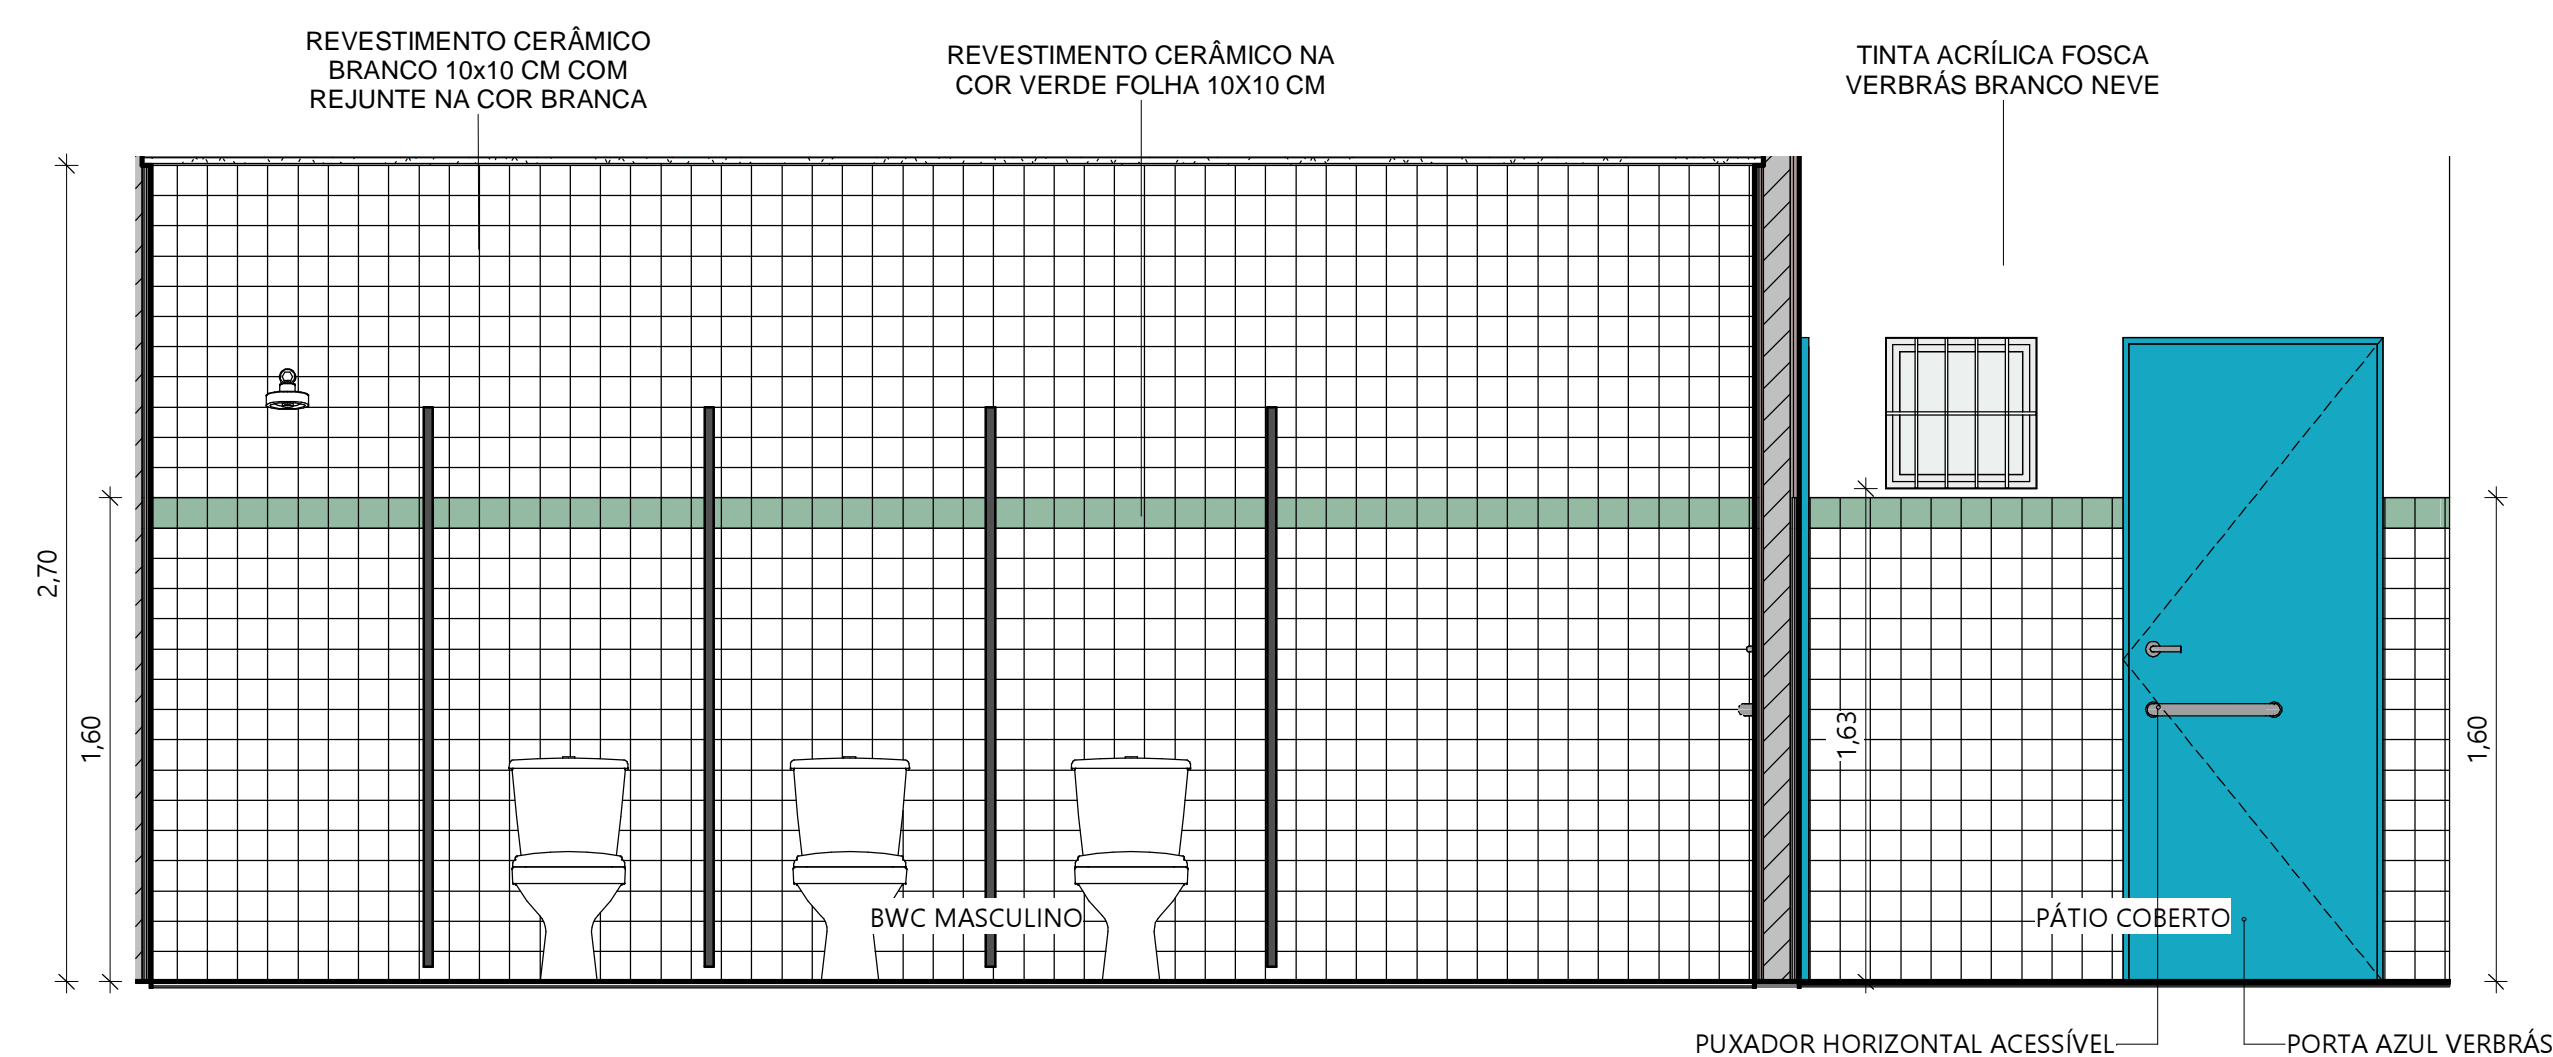 REVESTIMENTO CERÂMICO
BRANCO 10x10 CM COM
REJUNTE NA COR BRANCA
REVESTIMENTO CERÂMICO NA
COR VERDE FOLHA 10X10 CM
TINTA ACRÍLICA FOSCA
VERBRÁS BRANCO NEVE
2,70
1,60
1,63
1,60
BWC MASCULINO
PÁTIO COBERTO
PUXADOR HORIZONTAL ACESSÍVEL
PORTA AZUL VERBRÁS